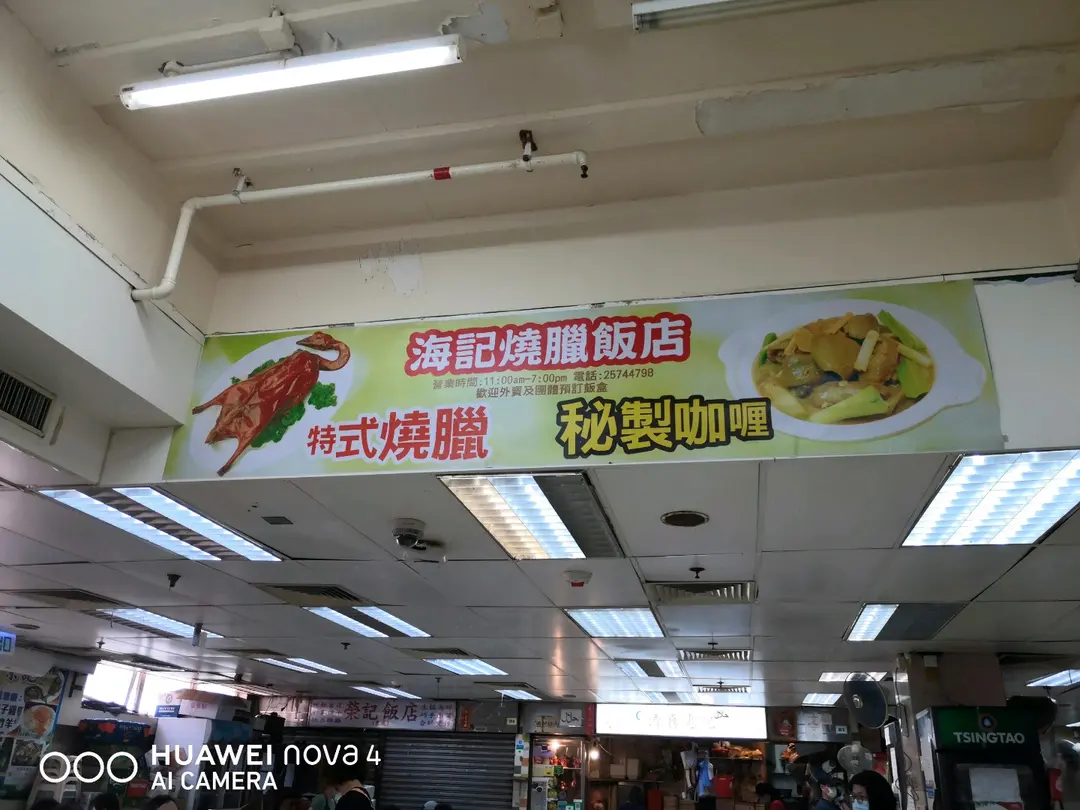 海記燒臘飯店
營業時間:11:00am-7:00pm 電話:25744798
歡迎外賣及團體預訂飯盒
特式燒臘
秘製咖喱
榮記飯店
TSINGTAO
HUAWEI nova 4
AI CAMERA